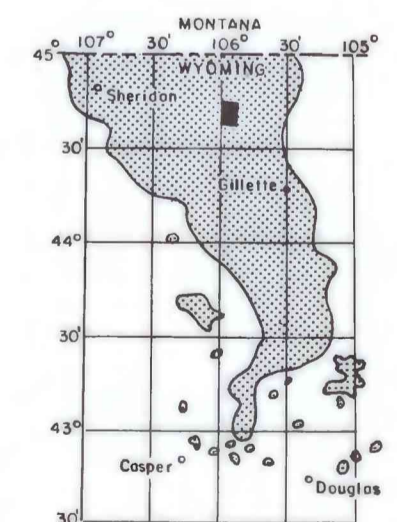 MONTANA
107° 30' 106° 30' 105°
45°
WYOMING
Sheridan
30'
Gillette
44°
30'
43°
Casper
Douglas
30'